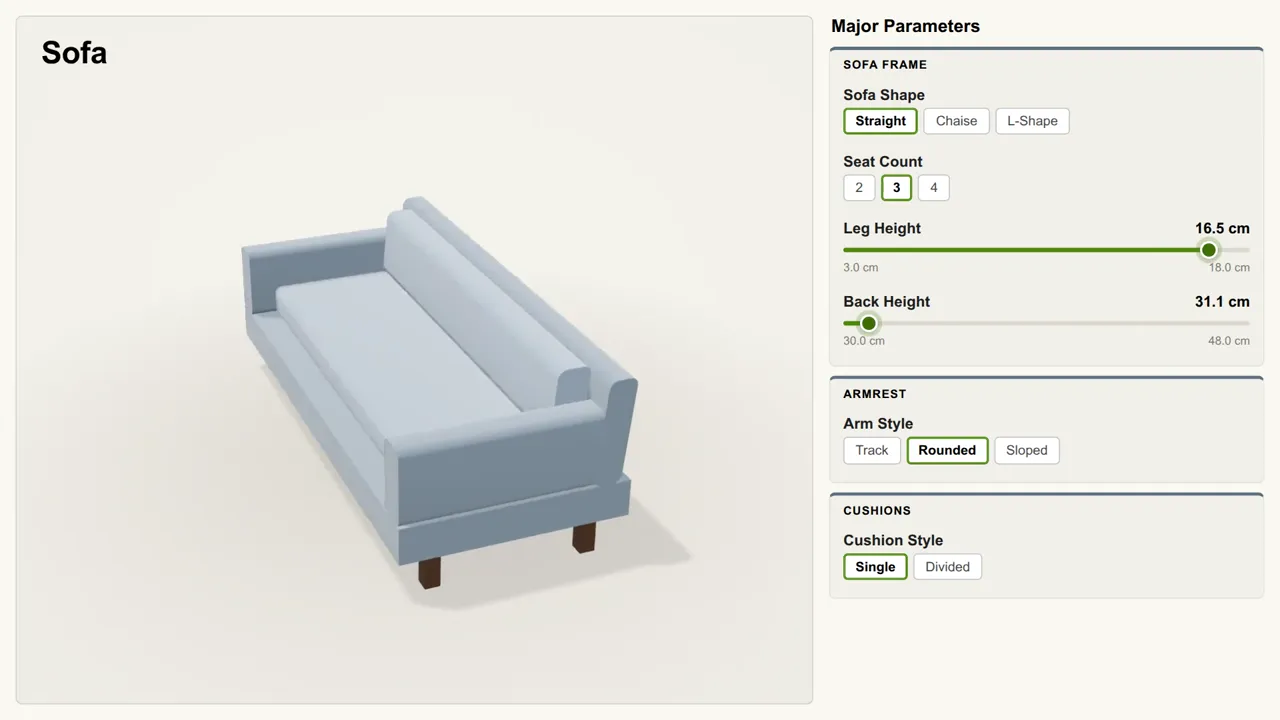 Sofa
Major Parameters
SOFA FRAME
Sofa Shape
Straight Chaise L-Shape
Seat Count
2 3 4
Leg Height 16.5 cm
3.0 cm 18.0 cm
Back Height 31.1 cm
30.0 cm 48.0 cm
ARMREST
Arm Style
Track Rounded Sloped
CUSHIONS
Cushion Style
Single Divided